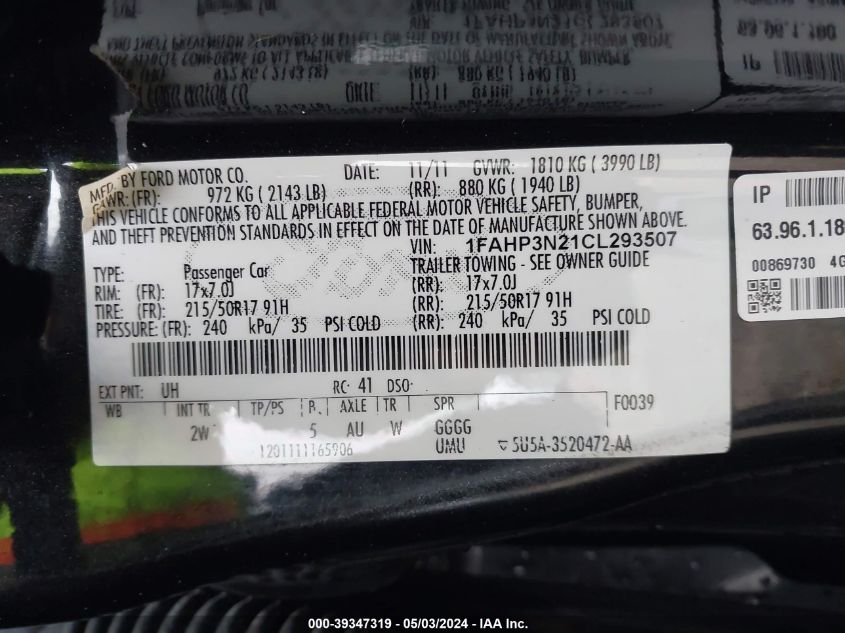 MFD. BY FORD MOTOR CO. DATE: 11/11 GVWR: 1810 KG ( 3990 LB)
GAWR: (FR): 972 KG ( 2143 LB) (RR): 880 KG ( 1940 LB)
THIS VEHICLE CONFORMS TO ALL APPLICABLE FEDERAL MOTOR VEHICLE SAFETY, BUMPER,
AND THEFT PREVENTION STANDARDS IN EFFECT ON THE DATE OF MANUFACTURE SHOWN ABOVE.
VIN: 1FAHP3N21CL293507
TYPE: Passenger Car TRAILER TOWING - SEE OWNER GUIDE
RIM: (FR): 17x7.0J (RR): 17x7.0J
TIRE: (FR): 215/50R17 91H (RR): 215/50R17 91H
PRESSURE: (FR): 240 kPa/ 35 PSI COLD (RR): 240 kPa/ 35 PSI COLD
EXT PNT: UH RC: 41 DSO:
WB INT TR TP/PS R. AXLE TR SPR F0039
2W 5 AU W GGGG
1201111165906 UMU 5U5A-3520472-AA
IP
63.96.1.18
00869730 4G
000-39347319 - 05/03/2024 - IAA Inc.